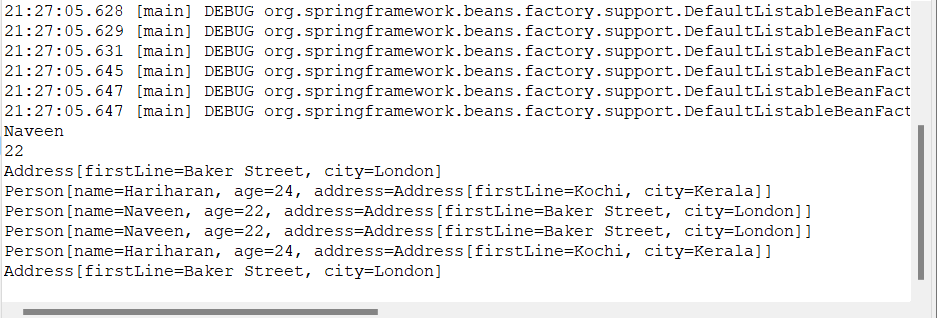 21:27:05.628 [main] DEBUG org.springframework.beans.factory.support.DefaultListableBeanFact
21:27:05.629 [main] DEBUG org.springframework.beans.factory.support.DefaultListableBeanFact
21:27:05.631 [main] DEBUG org.springframework.beans.factory.support.DefaultListableBeanFact
21:27:05.645 [main] DEBUG org.springframework.beans.factory.support.DefaultListableBeanFact
21:27:05.647 [main] DEBUG org.springframework.beans.factory.support.DefaultListableBeanFact
21:27:05.647 [main] DEBUG org.springframework.beans.factory.support.DefaultListableBeanFact
Naveen
22
Address[firstLine=Baker Street, city=London]
Person[name=Hariharan, age=24, address=Address[firstLine=Kochi, city=Kerala]]
Person[name=Naveen, age=22, address=Address[firstLine=Baker Street, city=London]]
Person[name=Naveen, age=22, address=Address[firstLine=Baker Street, city=London]]
Person[name=Hariharan, age=24, address=Address[firstLine=Kochi, city=Kerala]]
Address[firstLine=Baker Street, city=London]